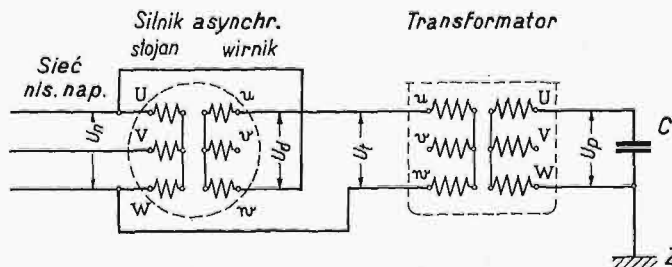 Silnik asynchr.
stojan wirnik
Transformator
Sieć
nis. nap.
U u u U
Un V v Ud Ut v V Up C
W w w W
Z